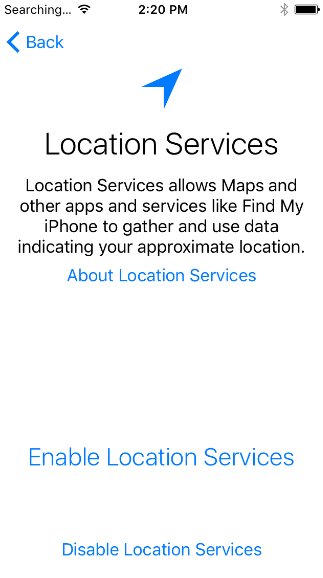 Searching... 2:20 PM
Back
Location Services
Location Services allows Maps and
other apps and services like Find My
iPhone to gather and use data
indicating your approximate location.
About Location Services
Enable Location Services
Disable Location Services